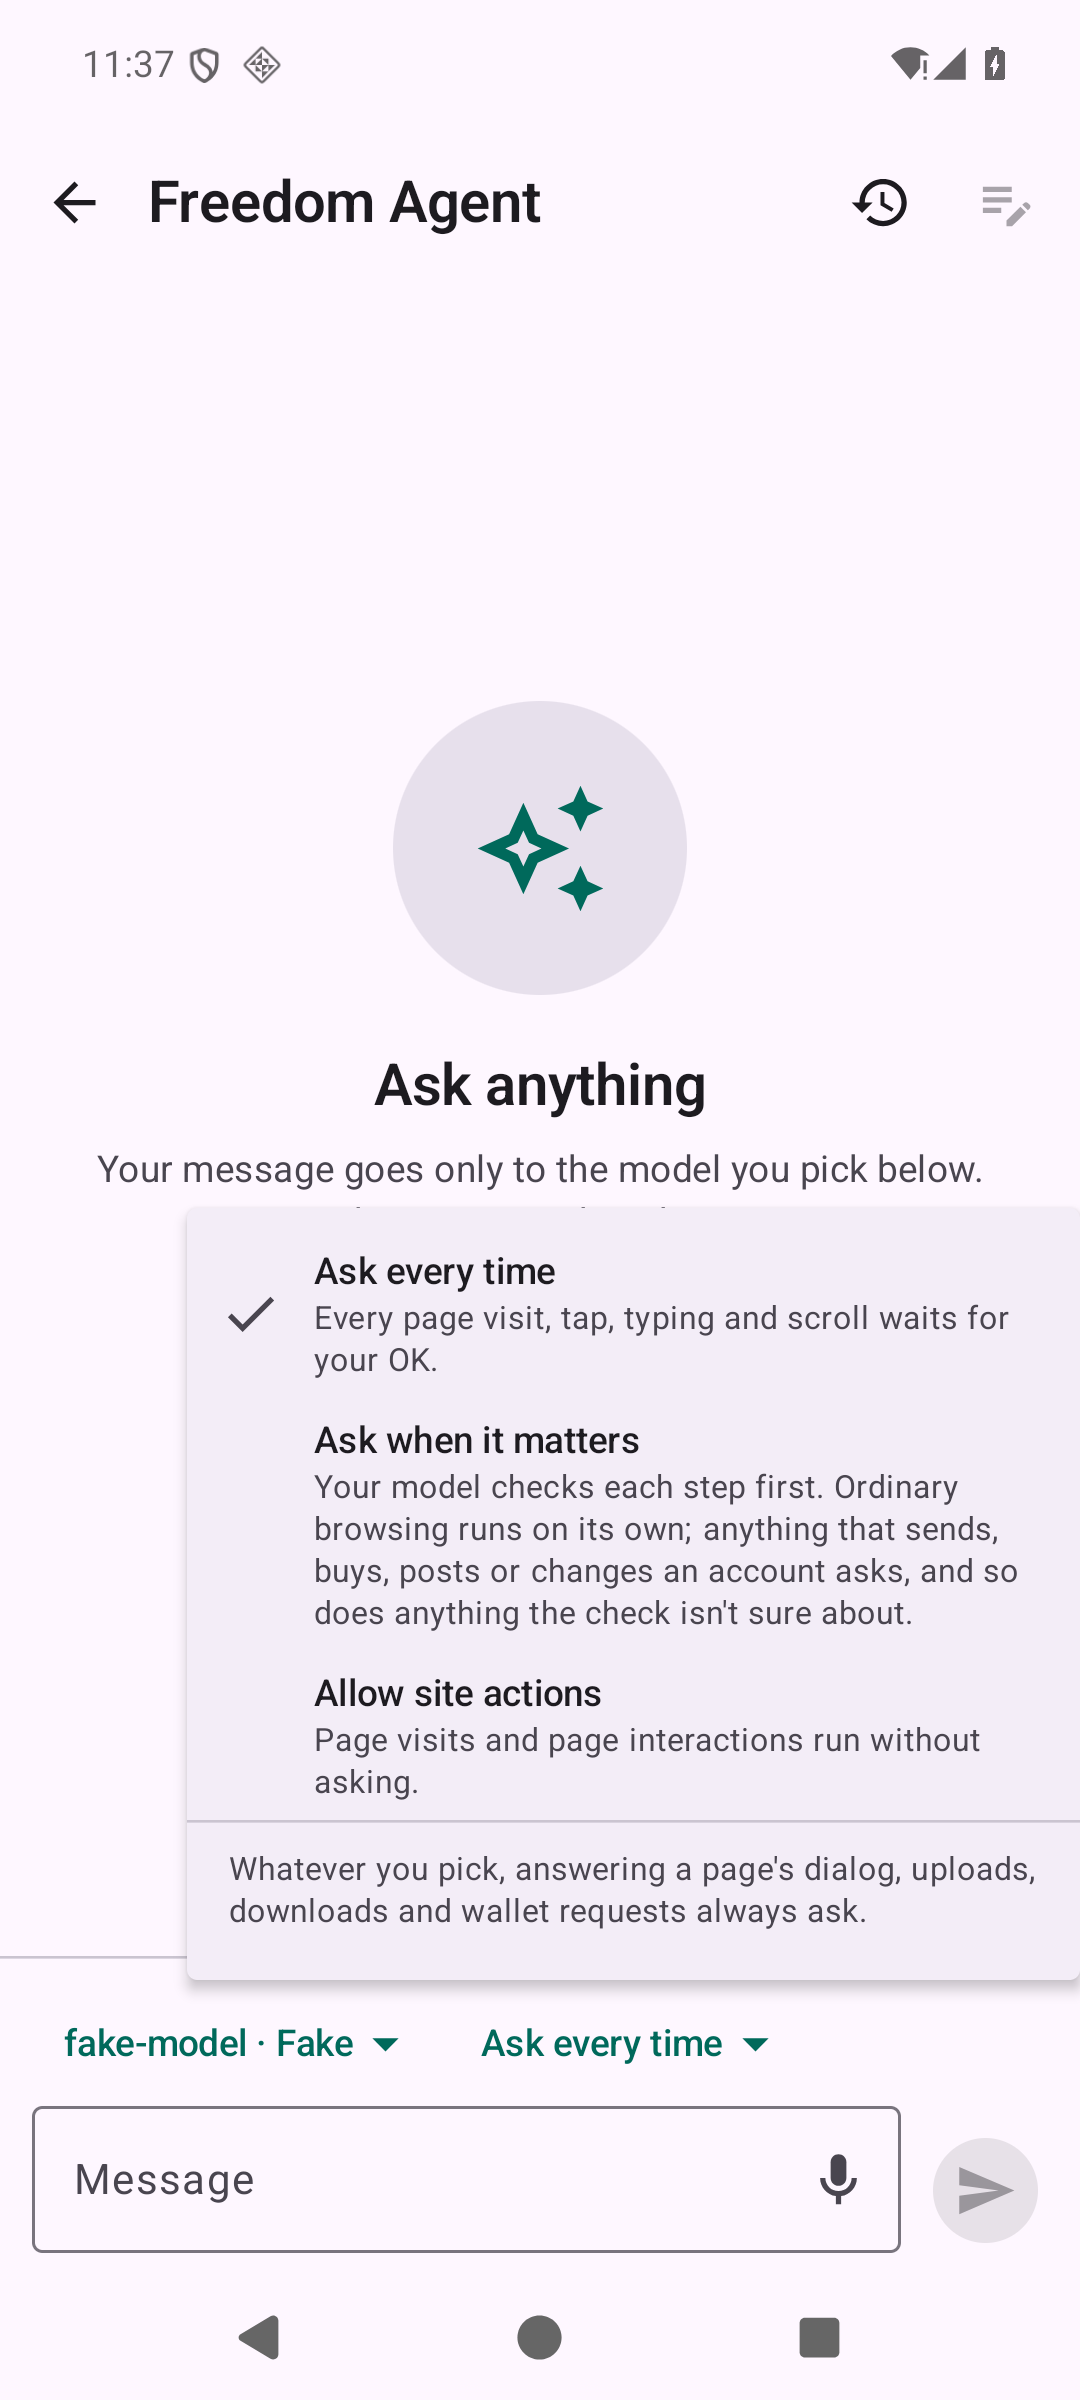 11:37
Freedom Agent
Ask anything
Your message goes only to the model you pick below.
Ask every time
Every page visit, tap, typing and scroll waits for
your OK.
Ask when it matters
Your model checks each step first. Ordinary
browsing runs on its own; anything that sends,
buys, posts or changes an account asks, and so
does anything the check isn't sure about.
Allow site actions
Page visits and page interactions run without
asking.
Whatever you pick, answering a page's dialog, uploads,
downloads and wallet requests always ask.
fake-model · Fake
Ask every time
Message